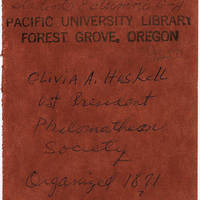 PACIFIC UNIVERSITY LIBRARY
FOREST GROVE, OREGON
Olivia A. Haskell
1st President
Philomathean
Society
Organized 1871
?